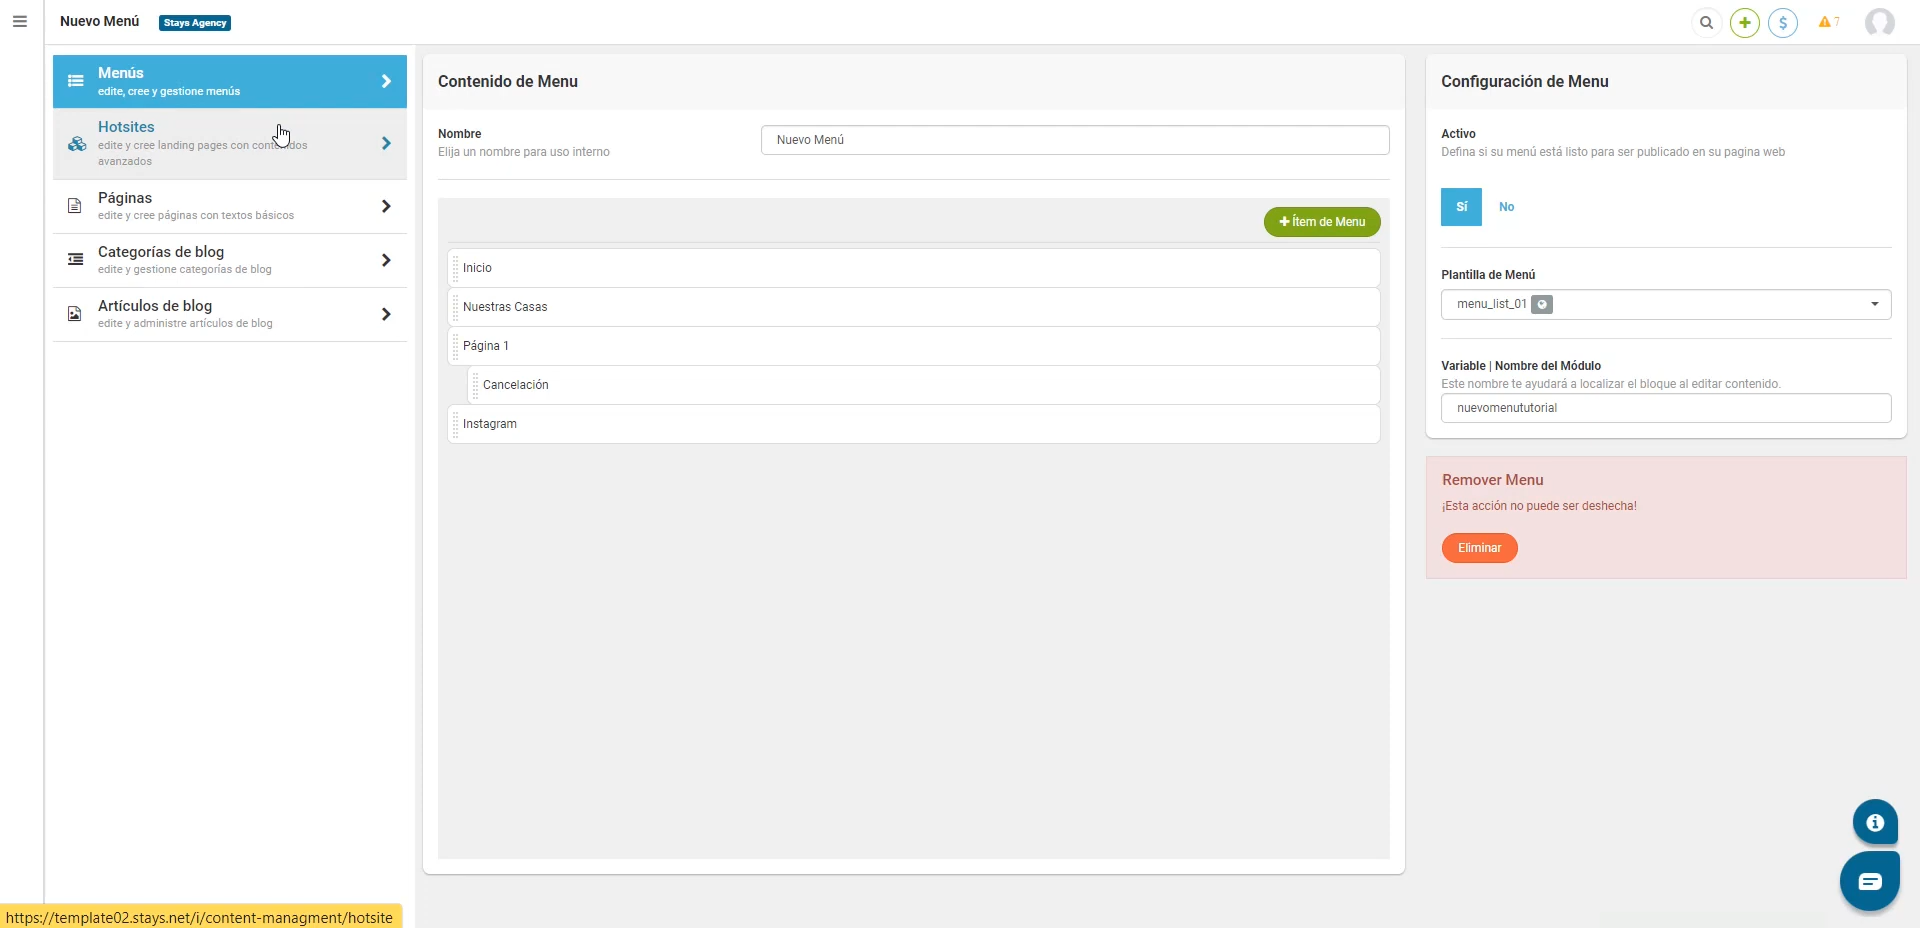 Nuevo Menú
Stays Agency
7
Menús
edite, cree y gestione menús
Hotsites
edite y cree landing pages con contenidos
avanzados
Páginas
edite y cree páginas con textos básicos
Categorías de blog
edite y gestione categorías de blog
Artículos de blog
edite y administre artículos de blog
Contenido de Menu
Nombre
Elija un nombre para uso interno
Nuevo Menú
+ Ítem de Menu
Inicio
Nuestras Casas
Página 1
Cancelación
Instagram
Configuración de Menu
Activo
Defina si su menú está listo para ser publicado en su pagina web
Sí No
Plantilla de Menú
menu_list_01
Variable | Nombre del Módulo
Este nombre te ayudará a localizar el bloque al editar contenido.
nuevomenututorial
Remover Menu
¡Esta acción no puede ser deshecha!
Eliminar
https://template02.stays.net/i/content-managment/hotsite